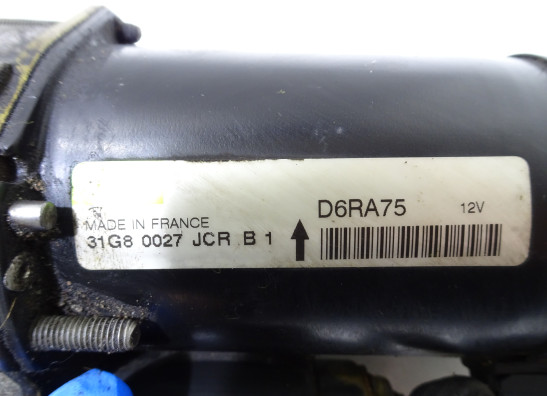 D6RA75 12V
MADE IN FRANCE
31G8 0027 JCR B 1